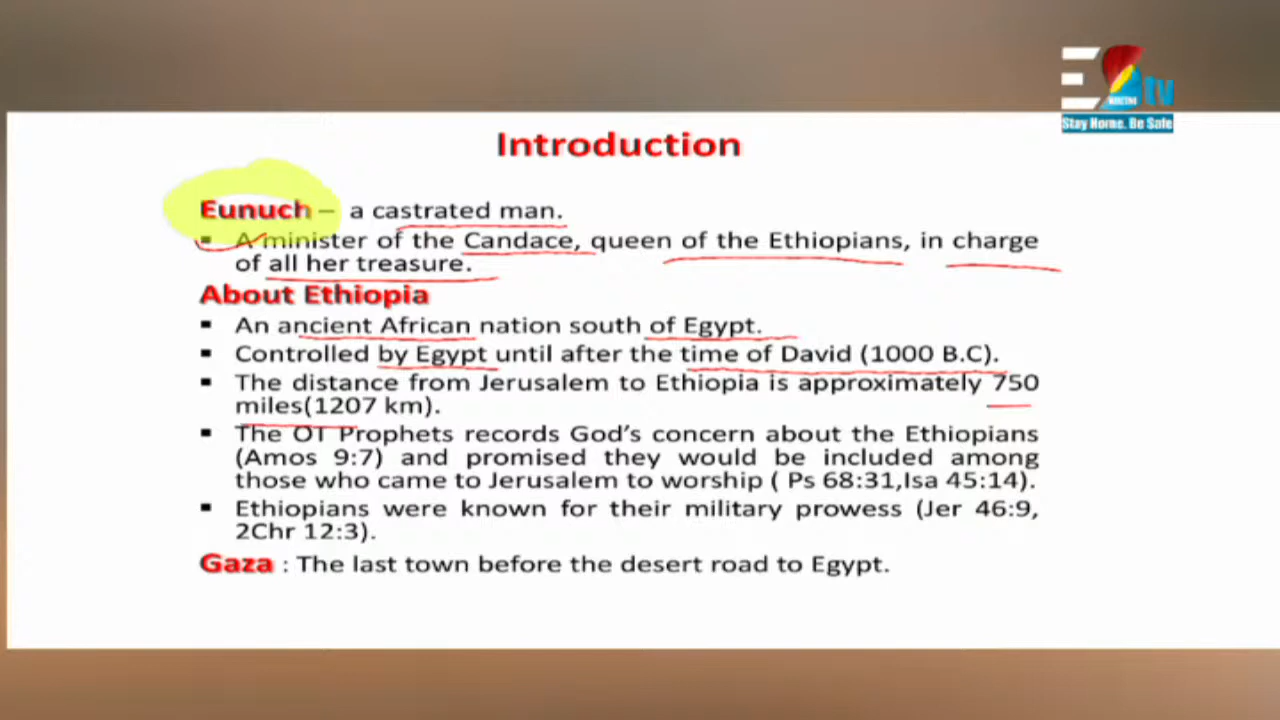 E tv
Stay Home. Be Safe
Introduction
Eunuch – a castrated man.
▪ A minister of the Candace, queen of the Ethiopians, in charge
of all her treasure.
About Ethiopia
▪ An ancient African nation south of Egypt.
▪ Controlled by Egypt until after the time of David (1000 B.C).
▪ The distance from Jerusalem to Ethiopia is approximately 750
miles(1207 km).
▪ The OT Prophets records God's concern about the Ethiopians
(Amos 9:7) and promised they would be included among
those who came to Jerusalem to worship ( Ps 68:31,Isa 45:14).
▪ Ethiopians were known for their military prowess (Jer 46:9,
2Chr 12:3).
Gaza : The last town before the desert road to Egypt.